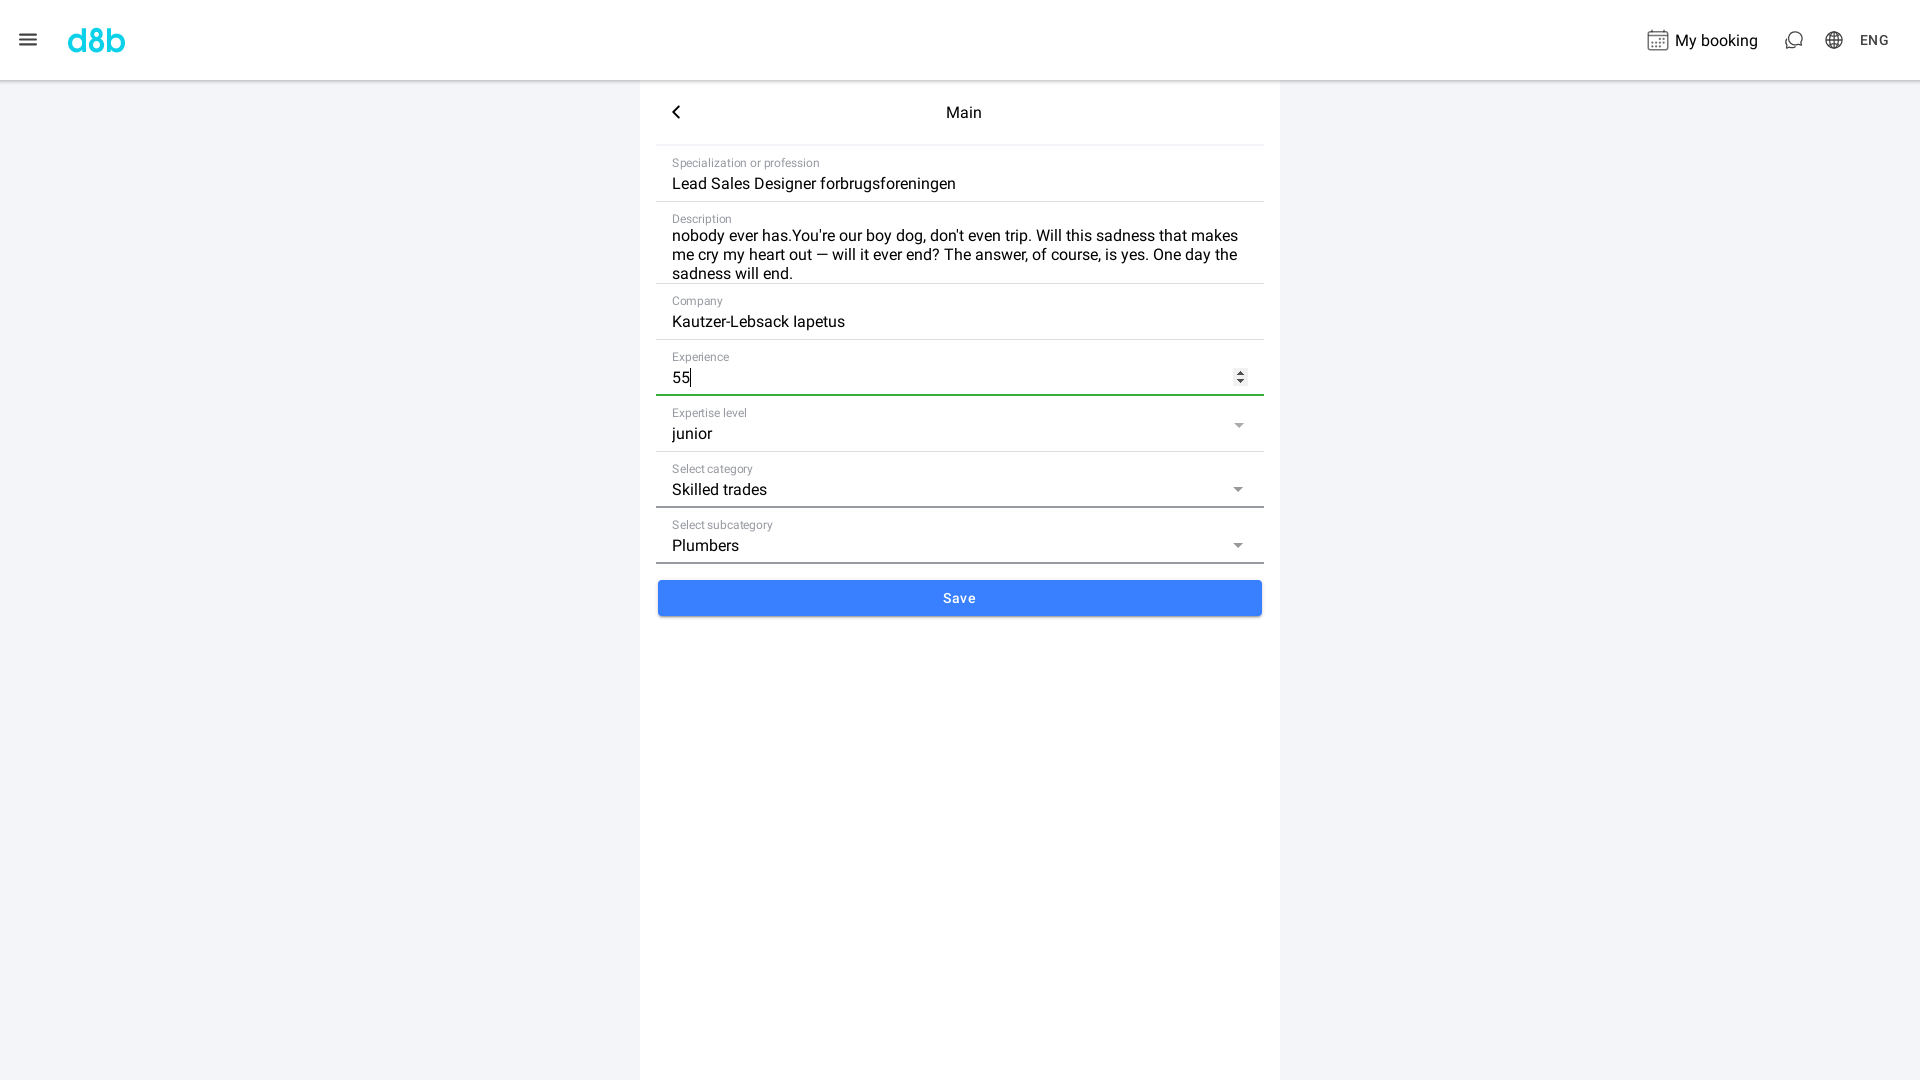 d8b
My booking
ENG
Main
Specialization or profession
Lead Sales Designer forbrugsforeningen
Description
nobody ever has.You're our boy dog, don't even trip. Will this sadness that makes
me cry my heart out — will it ever end? The answer, of course, is yes. One day the
sadness will end.
Company
Kautzer-Lebsack Iapetus
Experience
55
Expertise level
junior
Select category
Skilled trades
Select subcategory
Plumbers
Save